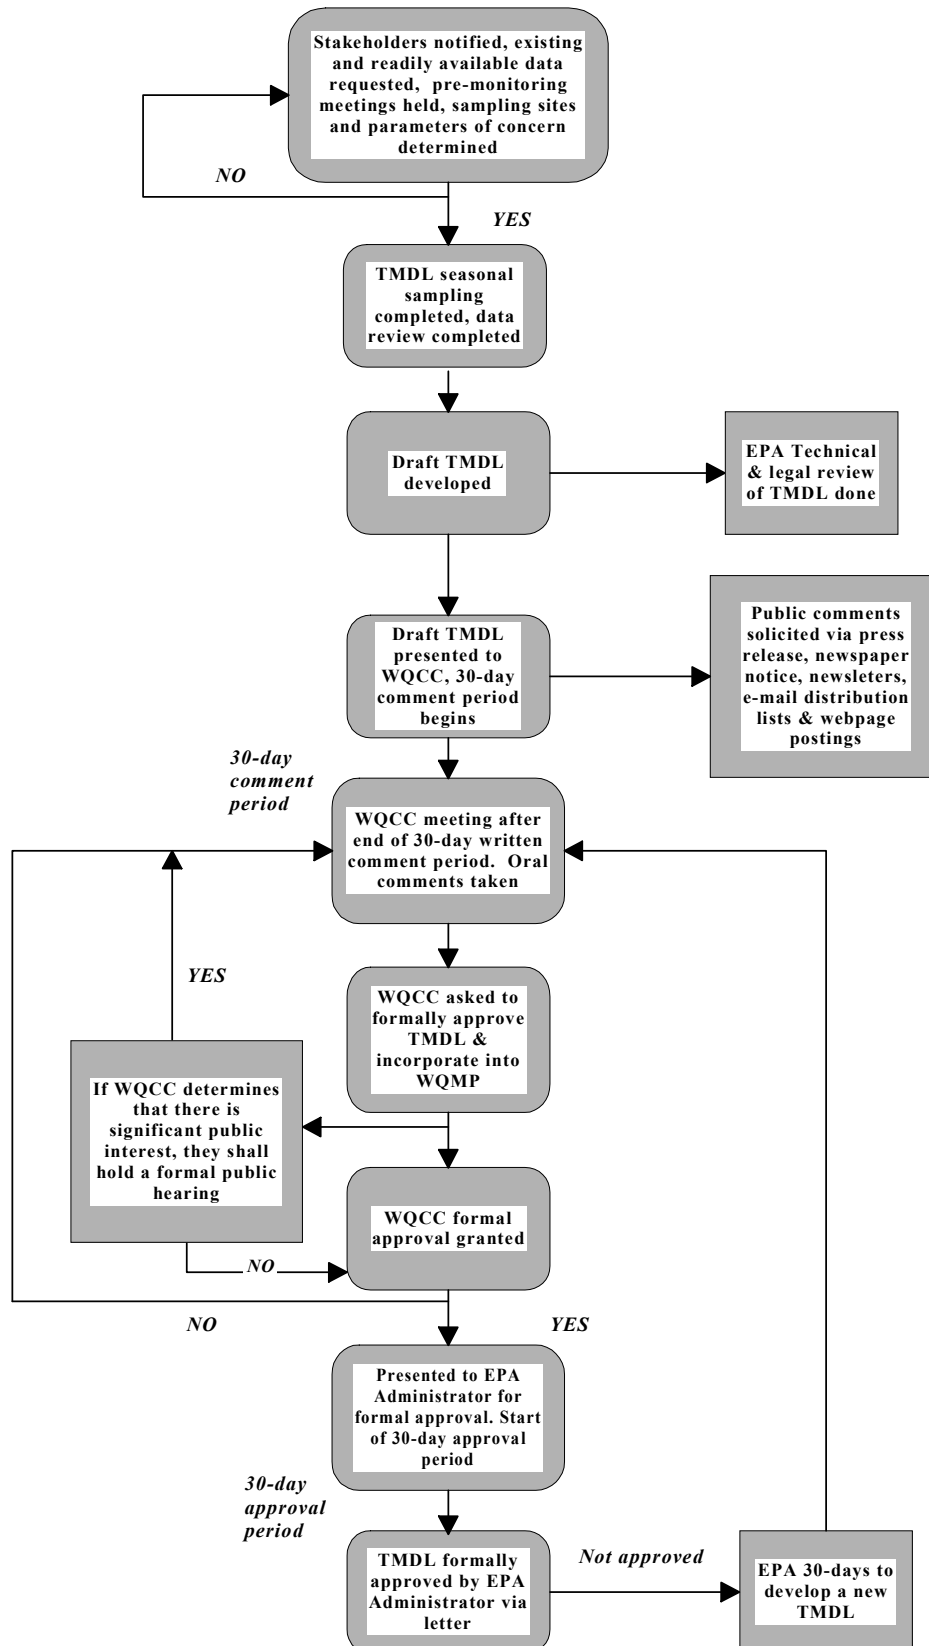 Stakeholders notified, existing
and readily available data
requested, pre-monitoring
meetings held, sampling sites
and parameters of concern
determined
NO
YES
TMDL seasonal
sampling
completed, data
review completed
Draft TMDL
developed
EPA Technical
& legal review
of TMDL done
Draft TMDL
presented to
WQCC, 30-day
comment period
begins
Public comments
solicited via press
release, newspaper
notice, newsleters,
e-mail distribution
lists & webpage
postings
30-day
comment
period
WQCC meeting after
end of 30-day written
comment period. Oral
comments taken
YES
WQCC asked to
formally approve
TMDL &
incorporate into
WQMP
If WQCC determines
that there is
significant public
interest, they shall
hold a formal public
hearing
WQCC formal
approval granted
NO
NO
YES
Presented to EPA
Administrator for
formal approval. Start
of 30-day approval
period
30-day
approval
period
TMDL formally
approved by EPA
Administrator via
letter
Not approved
EPA 30-days to
develop a new
TMDL